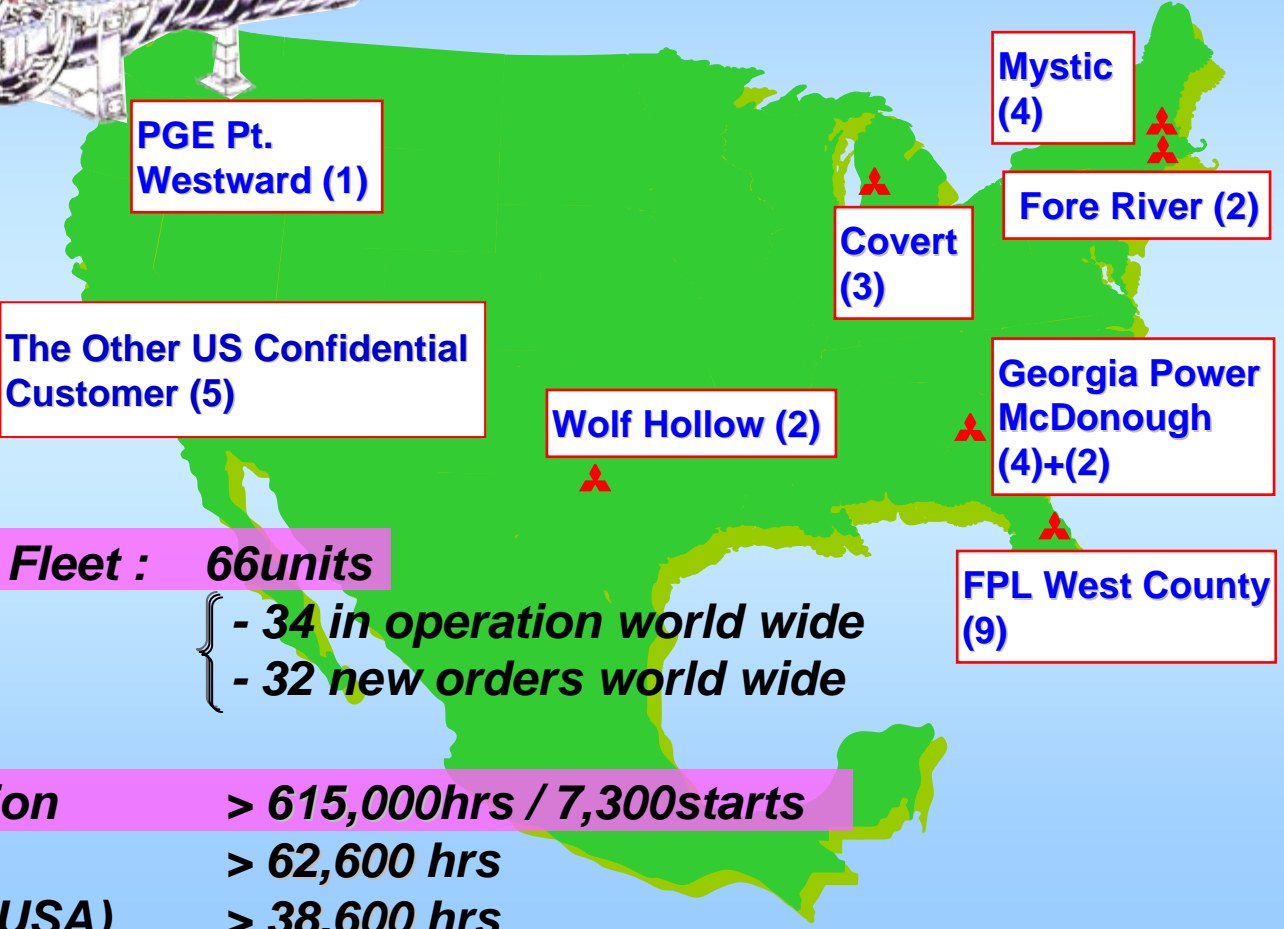 Mystic
(4)
PGE Pt.
Westward (1)
Fore River (2)
Covert
(3)
The Other US Confidential
Customer (5)
Georgia Power
McDonough
(4)+(2)
Wolf Hollow (2)
FPL West County
(9)
Fleet : 66units
- 34 in operation world wide
- 32 new orders world wide
ion > 615,000hrs / 7,300starts
> 62,600 hrs
USA) > 38,600 hrs